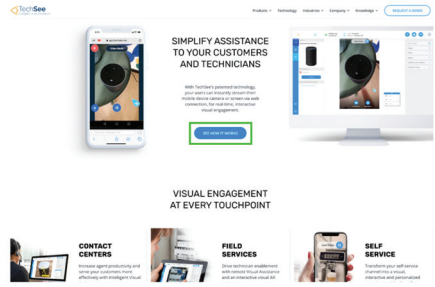 TechSee
Products
Technology
Industries
Company
Knowledge
REQUEST A DEMO
SIMPLIFY ASSISTANCE
TO YOUR CUSTOMERS
AND TECHNICIANS
With TechSee's patented technology,
your users can instantly stream their
mobile device camera or screen via web
connection, for real-time, interactive
visual engagement.
SEE HOW IT WORKS
VISUAL ENGAGEMENT
AT EVERY TOUCHPOINT
CONTACT
CENTERS
Increase agent productivity and
serve your customers more
effectively with Intelligent Visual
FIELD
SERVICES
Drive technician enablement
with remote Visual Assistance
and an interactive visual AR
SELF
SERVICE
Transform your self-service
channel into a visual,
interactive and personalized